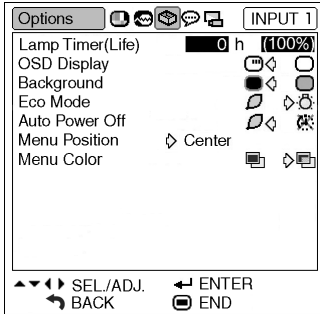 Options INPUT 1
Lamp Timer(Life) 0 h (100%)
OSD Display
Background
Eco Mode
Auto Power Off
Menu Position Center
Menu Color
SEL./ADJ. ENTER
BACK END